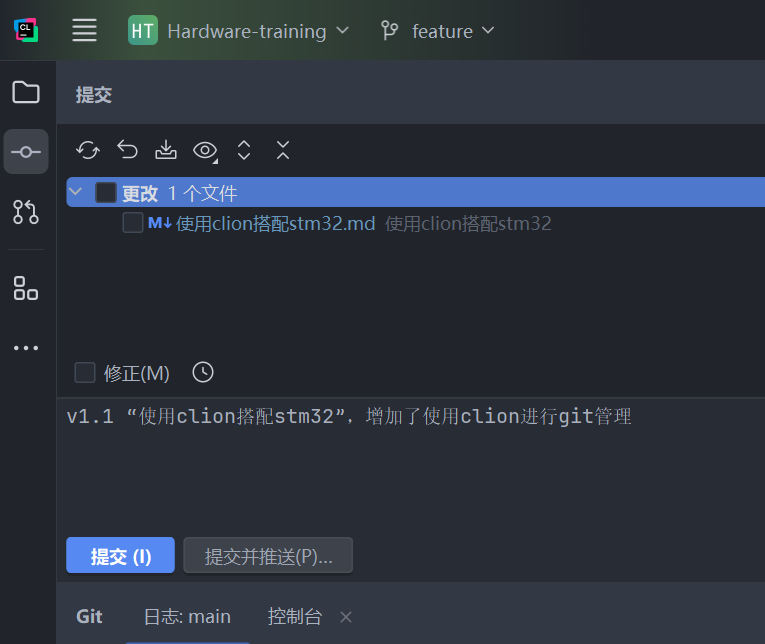 CL
HT Hardware-training feature
提交
更改 1 个文件
M↓ 使用clion搭配stm32.md 使用clion搭配stm32
修正(M)
v1.1 “使用clion搭配stm32”，增加了使用clion进行git管理
提交 (I) 提交并推送(P)...
Git 日志: main 控制台